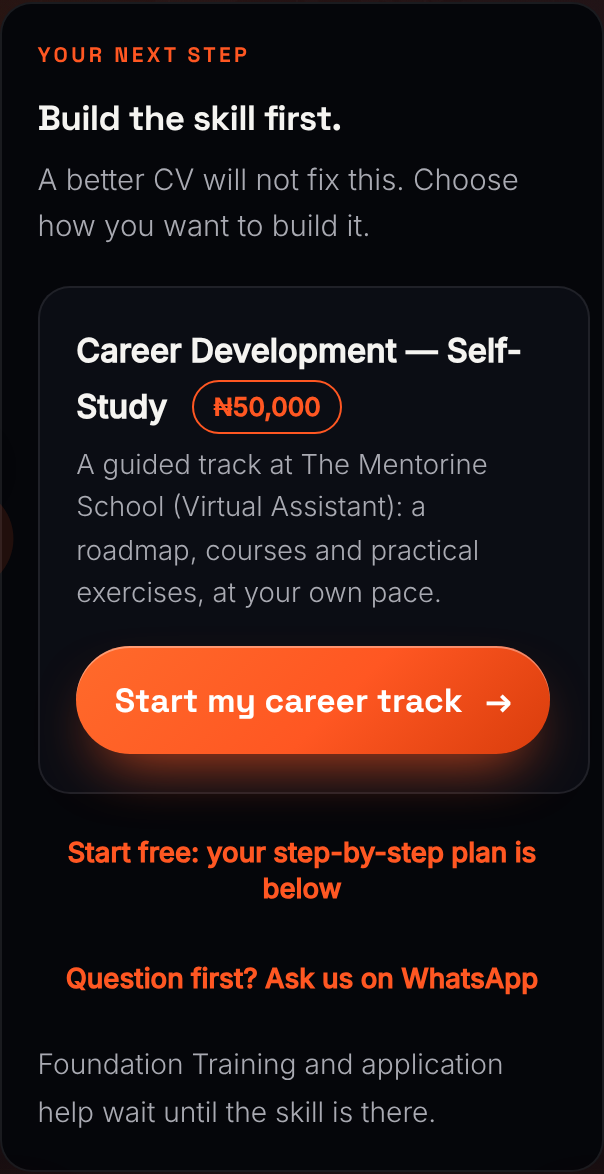 YOUR NEXT STEP
Build the skill first.
A better CV will not fix this. Choose
how you want to build it.
Career Development — Self-
Study ₦50,000
A guided track at The Mentorine
School (Virtual Assistant): a
roadmap, courses and practical
exercises, at your own pace.
Start my career track →
Start free: your step-by-step plan is
below
Question first? Ask us on WhatsApp
Foundation Training and application
help wait until the skill is there.